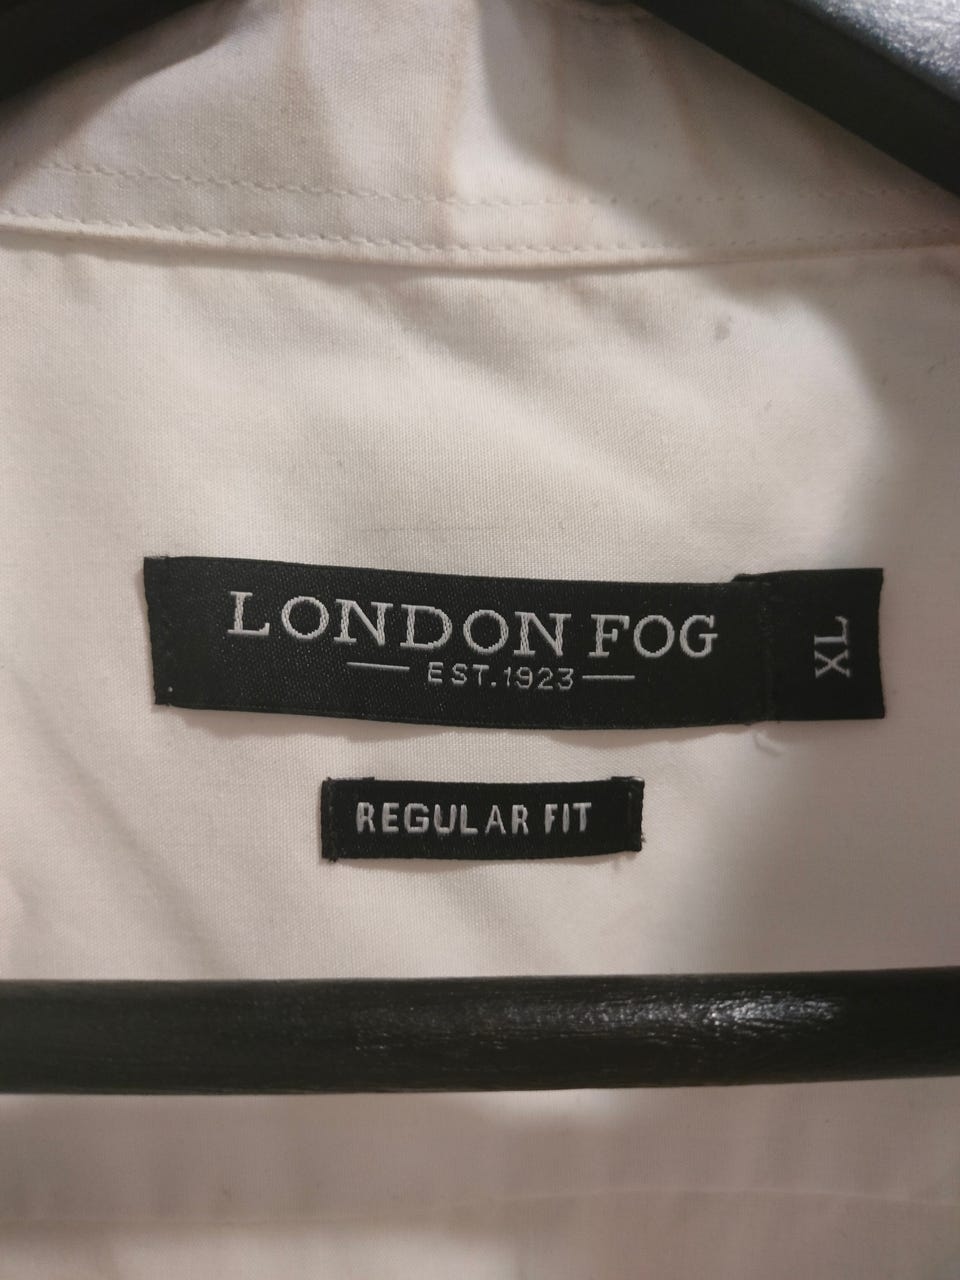 LONDON FOG
EST.1923
XL
REGULAR FIT